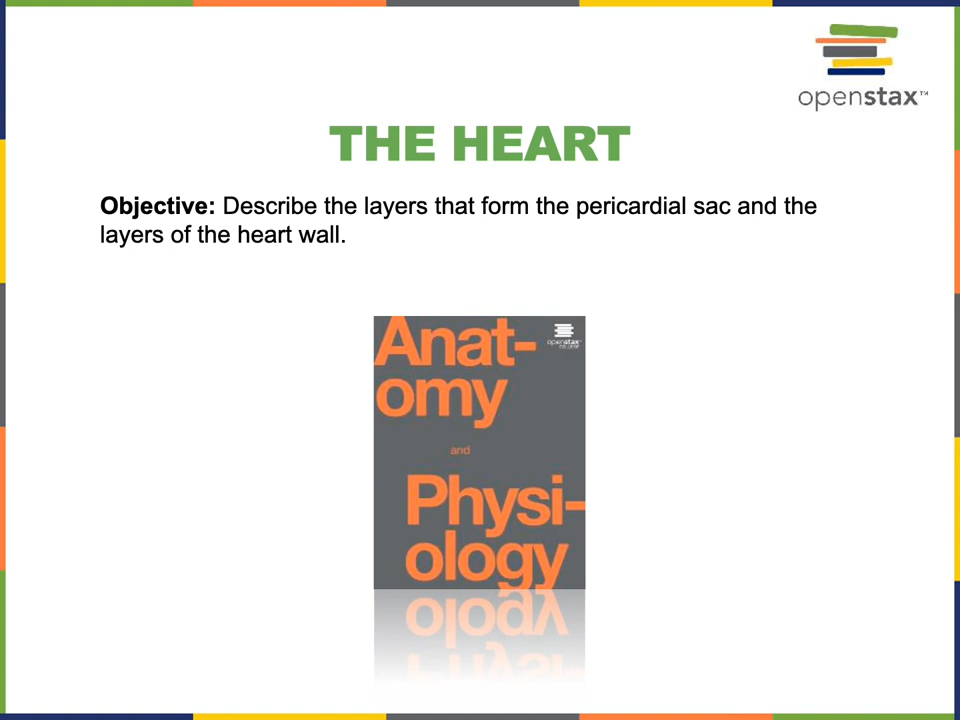 openstax™
THE HEART
Objective: Describe the layers that form the pericardial sac and the
layers of the heart wall.
Anat-
openstax
omy
and
Physi-
ology